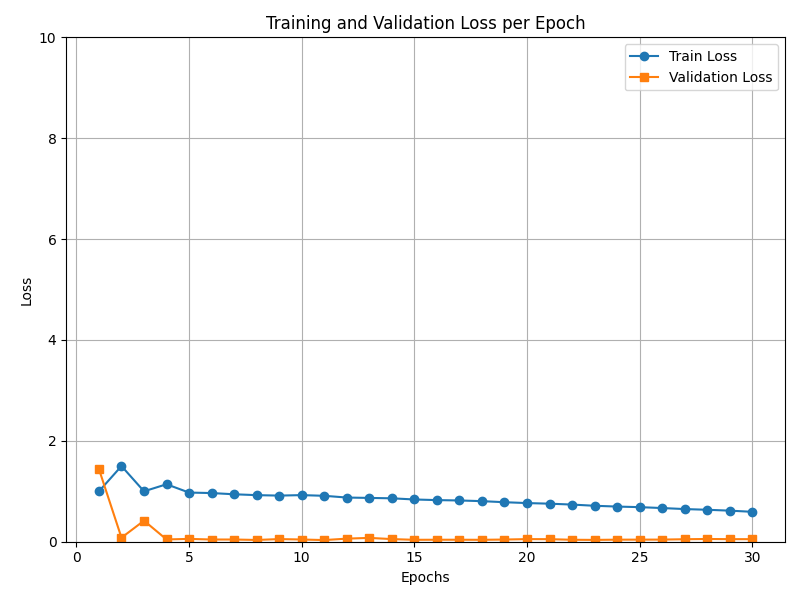 Training and Validation Loss per Epoch
Train Loss
Validation Loss
Loss
10
8
6
4
2
0
0 5 10 15 20 25 30
Epochs